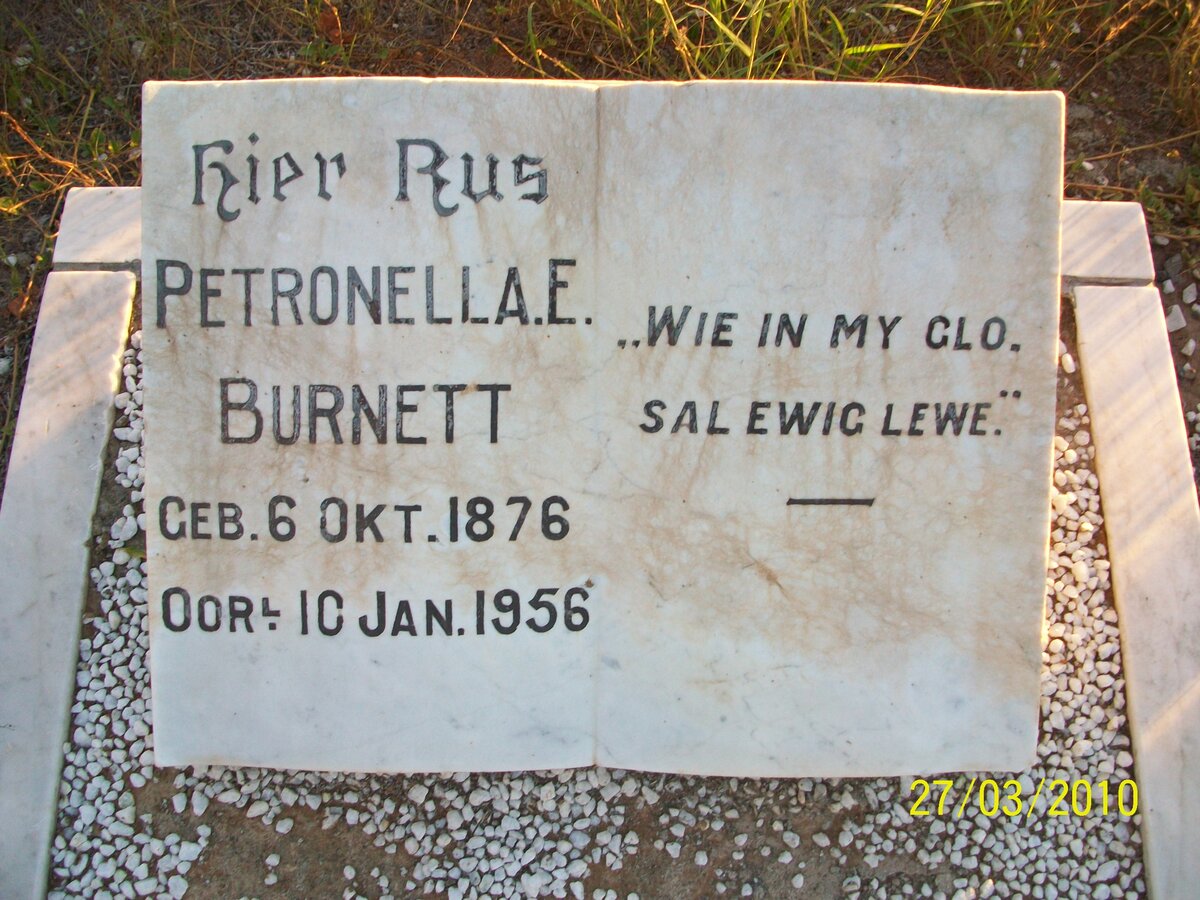 Hier Rus
PETRONELLA.E.
BURNETT
GEB. 6 OKT. 1876
OORL. 10 JAN. 1956
„WIE IN MY GLO.
SAL EWIG LEWE."
27/03/2010